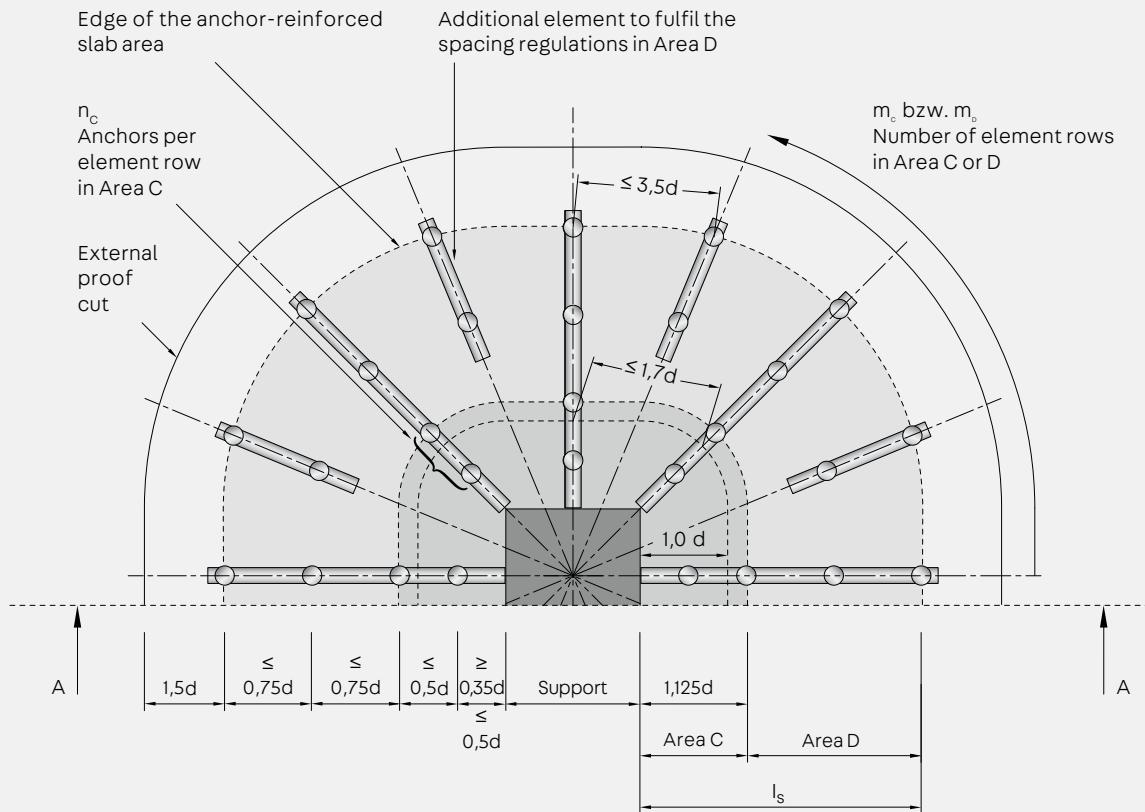 Edge of the anchor-reinforced
slab area
Additional element to fulfil the
spacing regulations in Area D
n_C
Anchors per
element row
in Area C
m_c bzw. m_D
Number of element rows
in Area C or D
External
proof
cut
≤ 3,5d
≤ 1,7d
1,0 d
A
1,5d
≤
0,75d
≤
0,75d
≤
0,5d
≥
0,35d
≤
0,5d
Support
1,125d
A
Area C
Area D
l_S